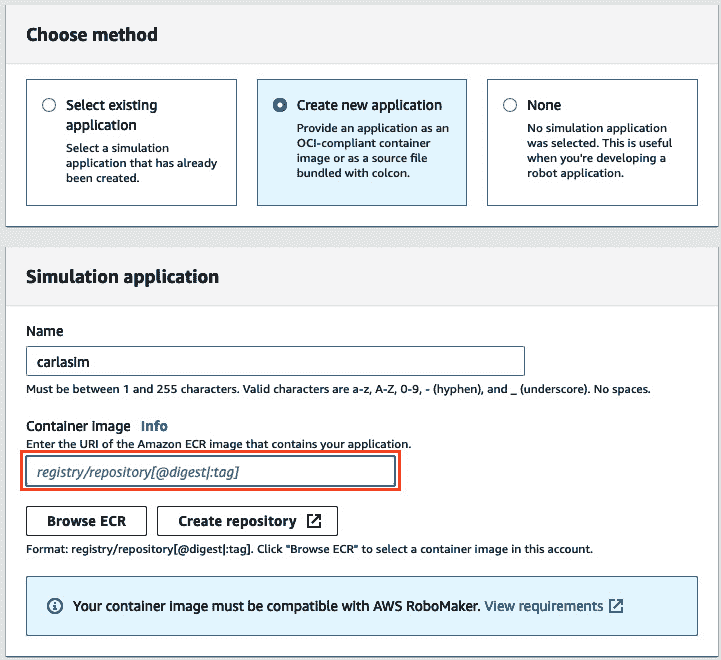 Choose method
Select existing
application
Select a simulation
application that has already
been created.
Create new application
Provide an application as an
OCI-compliant container
image or as a source file
bundled with colcon.
None
No simulation application
was selected. This is useful
when you're developing a
robot application.
Simulation application
Name
carlasim
Must be between 1 and 255 characters. Valid characters are a-z, A-Z, 0-9, - (hyphen), and _ (underscore). No spaces.
Container image Info
Enter the URI of the Amazon ECR image that contains your application.
registry/repository[@digest|:tag]
Browse ECR Create repository
Format: registry/repository[@digest|:tag]. Click "Browse ECR" to select a container image in this account.
Your container image must be compatible with AWS RoboMaker. View requirements